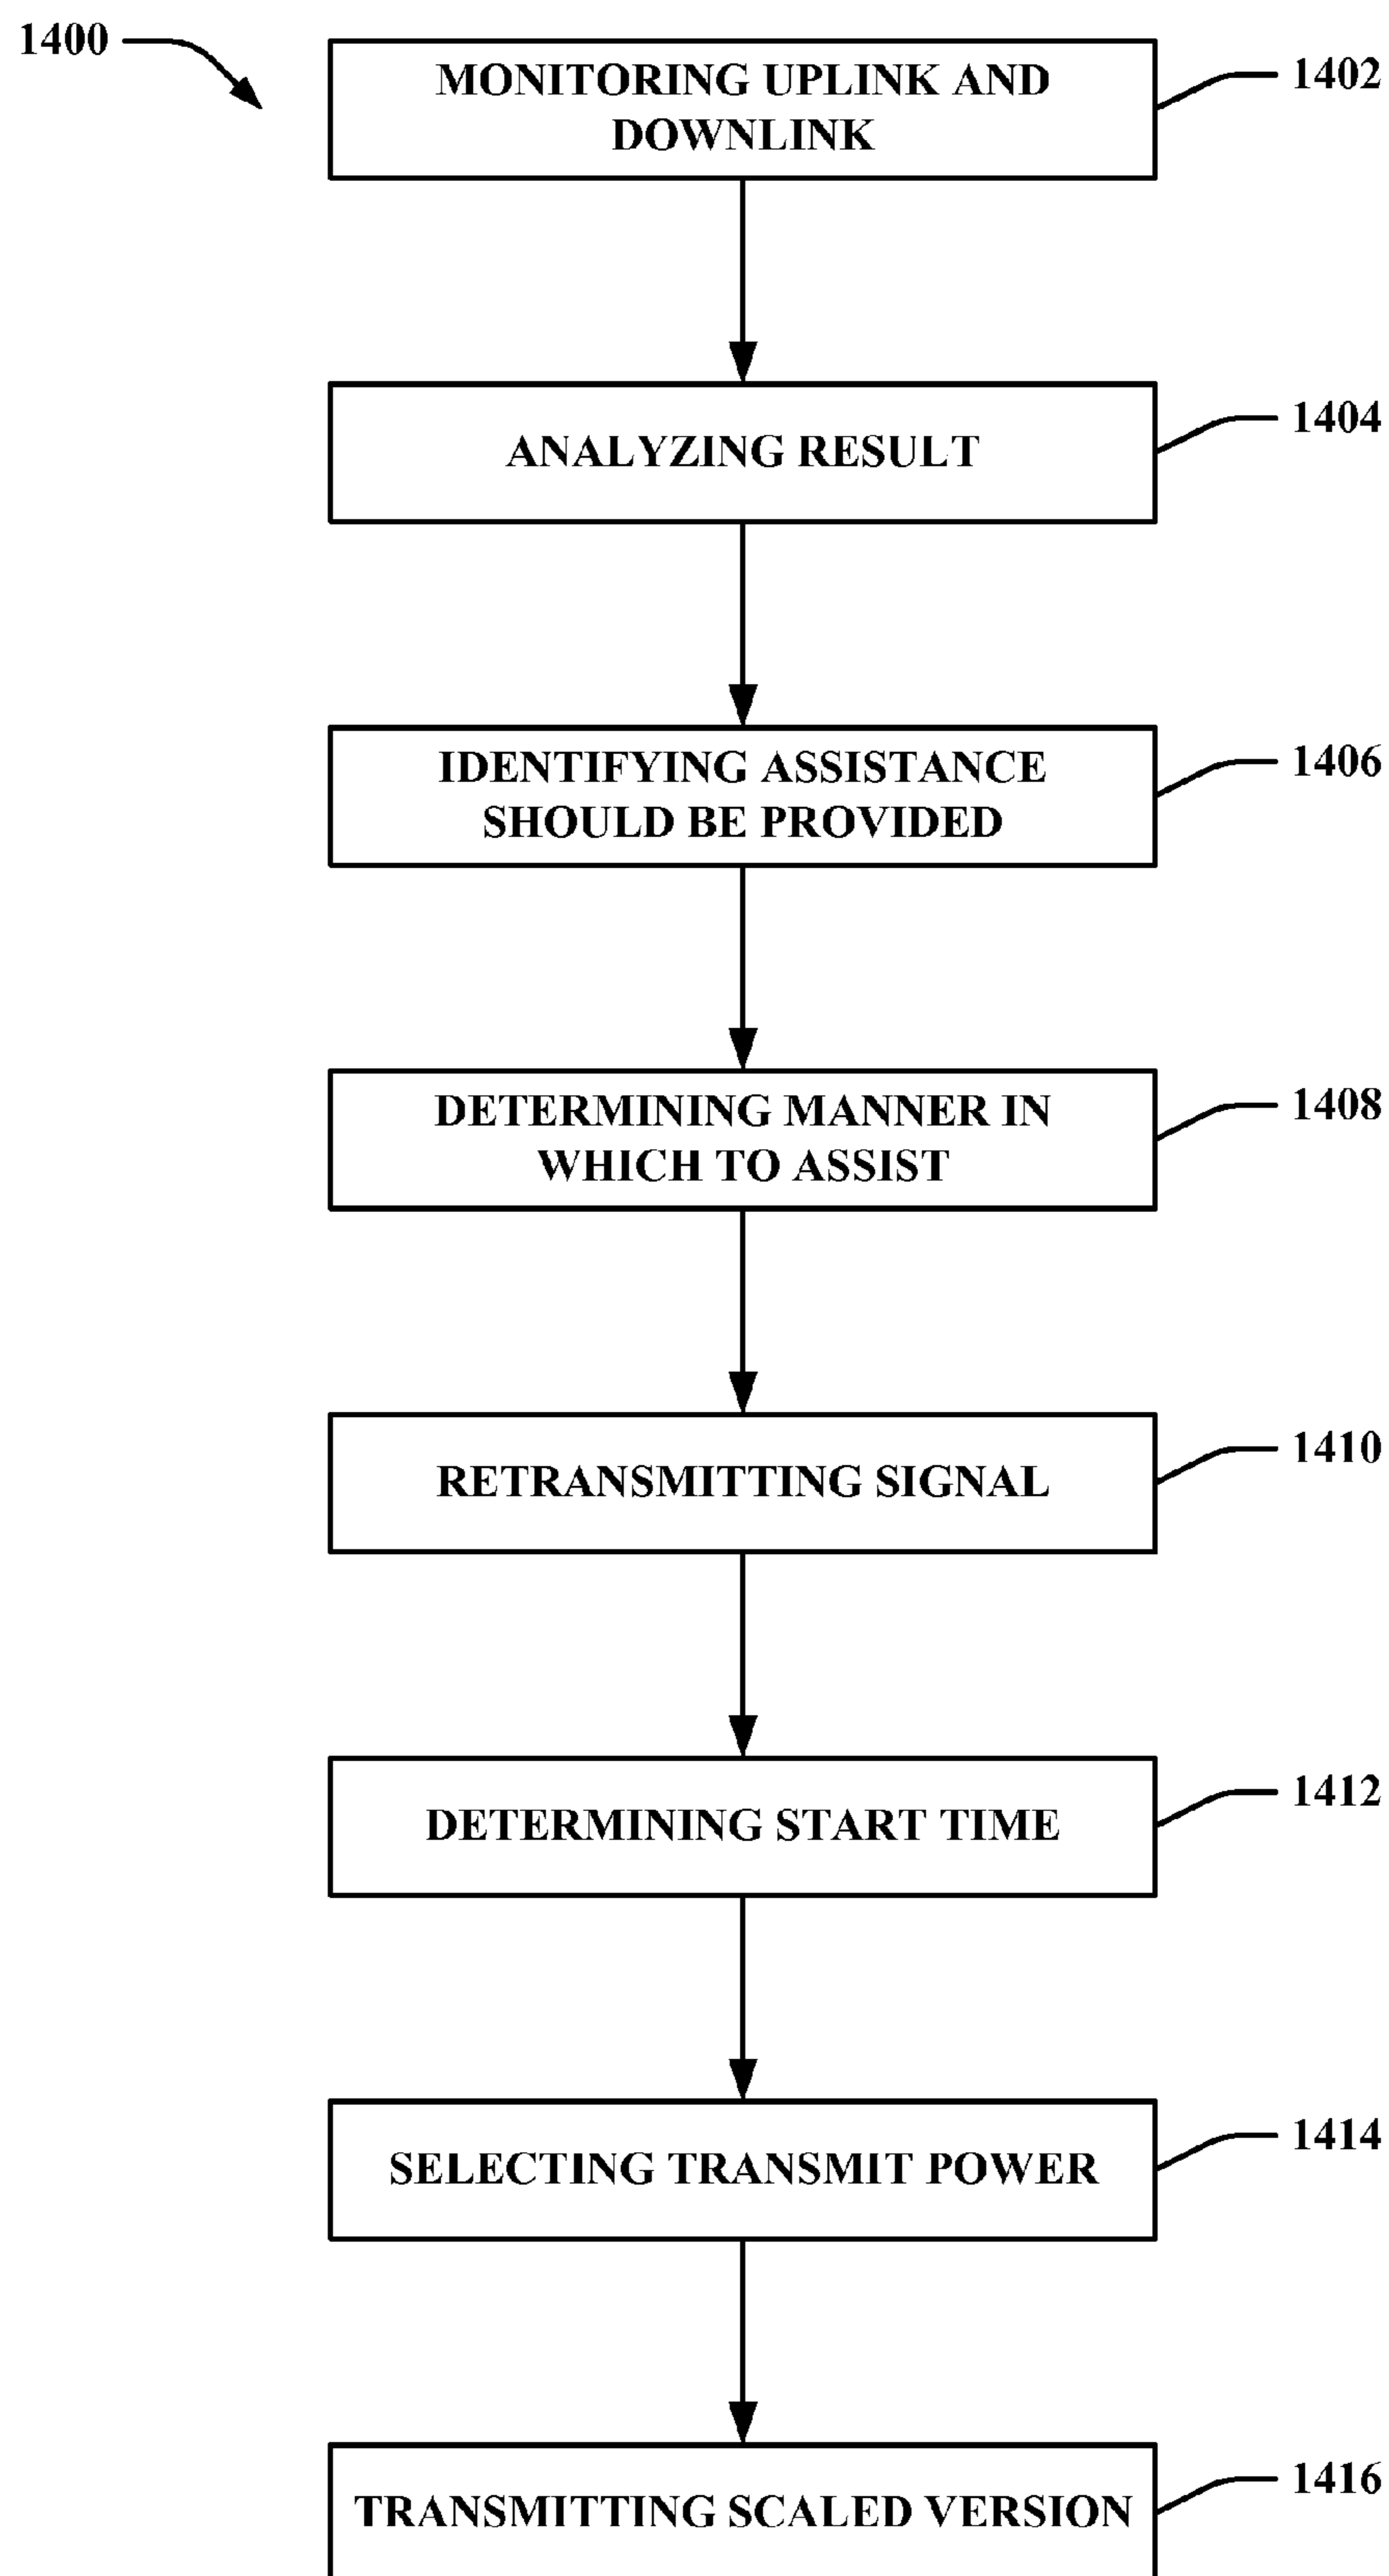 1400
MONITORING UPLINK AND
DOWNLINK
1402
ANALYZING RESULT
1404
IDENTIFYING ASSISTANCE
SHOULD BE PROVIDED
1406
DETERMINING MANNER IN
WHICH TO ASSIST
1408
RETRANSMITTING SIGNAL
1410
DETERMINING START TIME
1412
SELECTING TRANSMIT POWER
1414
TRANSMITTING SCALED VERSION
1416